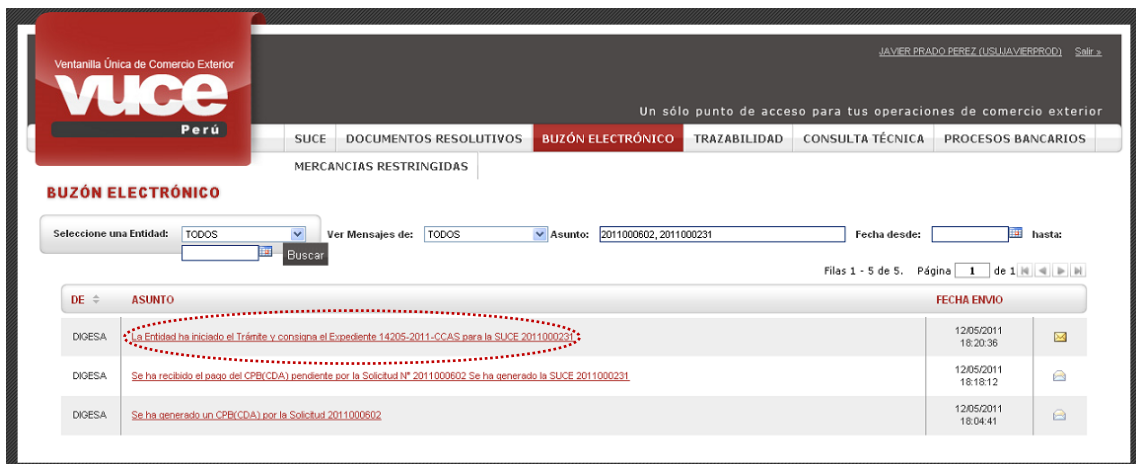 JAVIER PRADO PEREZ (USUJAVIERPROD) Salir »
Ventanilla Única de Comercio Exterior
vuce
Perú
Un sólo punto de acceso para tus operaciones de comercio exterior
SUCE DOCUMENTOS RESOLUTIVOS BUZÓN ELECTRÓNICO TRAZABILIDAD CONSULTA TÉCNICA PROCESOS BANCARIOS
MERCANCIAS RESTRINGIDAS
BUZÓN ELECTRÓNICO
Seleccione una Entidad: TODOS Ver Mensajes de: TODOS Asunto: 2011000602, 2011000231 Fecha desde: hasta:
Buscar
Filas 1 - 5 de 5. Página 1 de 1
DE ASUNTO FECHA ENVIO
DIGESA La Entidad ha iniciado el Trámite y consigna el Expediente 14205-2011-CCAS para la SUCE 2011000231 12/05/2011
18:20:36
DIGESA Se ha recibido el pago del CPB(CDA) pendiente por la Solicitud N° 2011000602 Se ha generado la SUCE 2011000231 12/05/2011
18:18:12
DIGESA Se ha generado un CPB(CDA) por la Solicitud 2011000602 12/05/2011
18:04:41